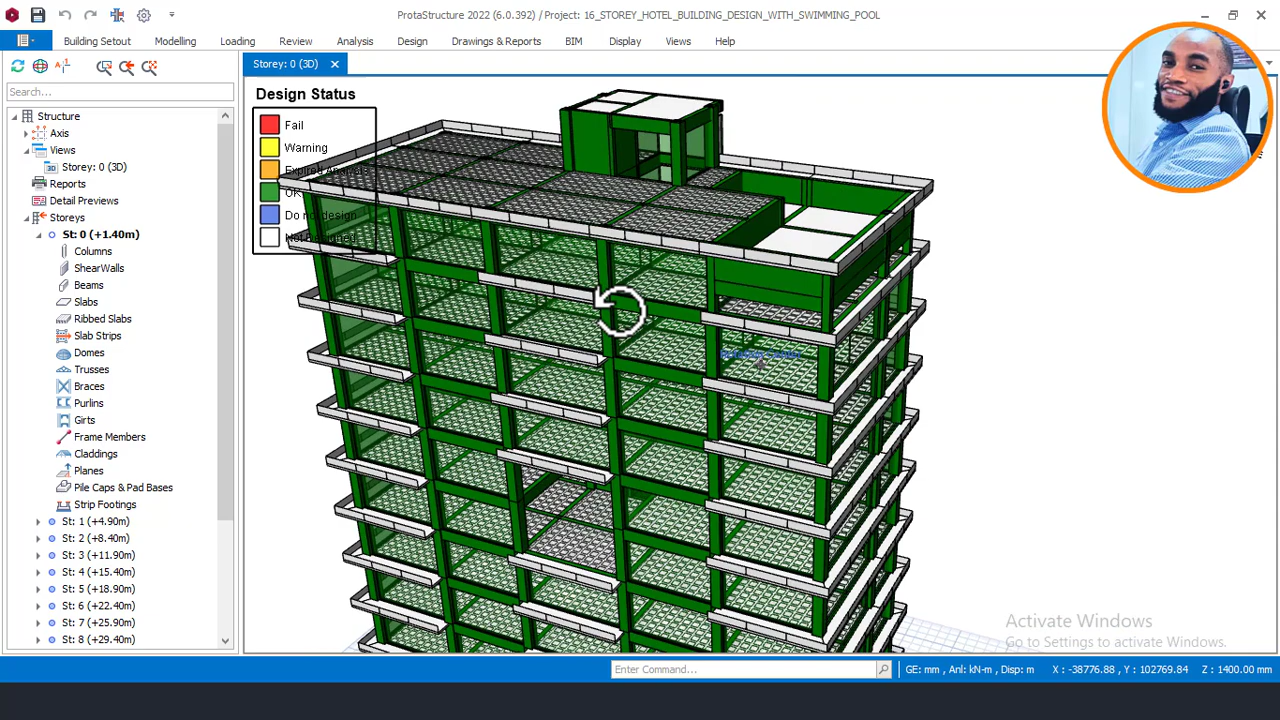 ProtaStructure 2022 (6.0.392) / Project: 16_STOREY_HOTEL_BUILDING_DESIGN_WITH_SWIMMING_POOL
Building Setout Modelling Loading Review Analysis Design Drawings & Reports BIM Display Views Help
Storey: 0 (3D)
Search...
Structure
Axis
Views
Storey: 0 (3D)
Reports
Detail Previews
Storeys
St: 0 (+1.40m)
Columns
ShearWalls
Beams
Slabs
Ribbed Slabs
Slab Strips
Domes
Trusses
Braces
Purlins
Girts
Frame Members
Claddings
Planes
Pile Caps & Pad Bases
Strip Footings
St: 1 (+4.90m)
St: 2 (+8.40m)
St: 3 (+11.90m)
St: 4 (+15.40m)
St: 5 (+18.90m)
St: 6 (+22.40m)
St: 7 (+25.90m)
St: 8 (+29.40m)
Design Status
Fail
Warning
Expired
OK
Do not design
Activate Windows
Go to Settings to activate Windows.
Enter Command...
GE: mm , Anl: kN-m , Disp: m X : -38776.88 , Y : 102769.84 Z : 1400.00 mm